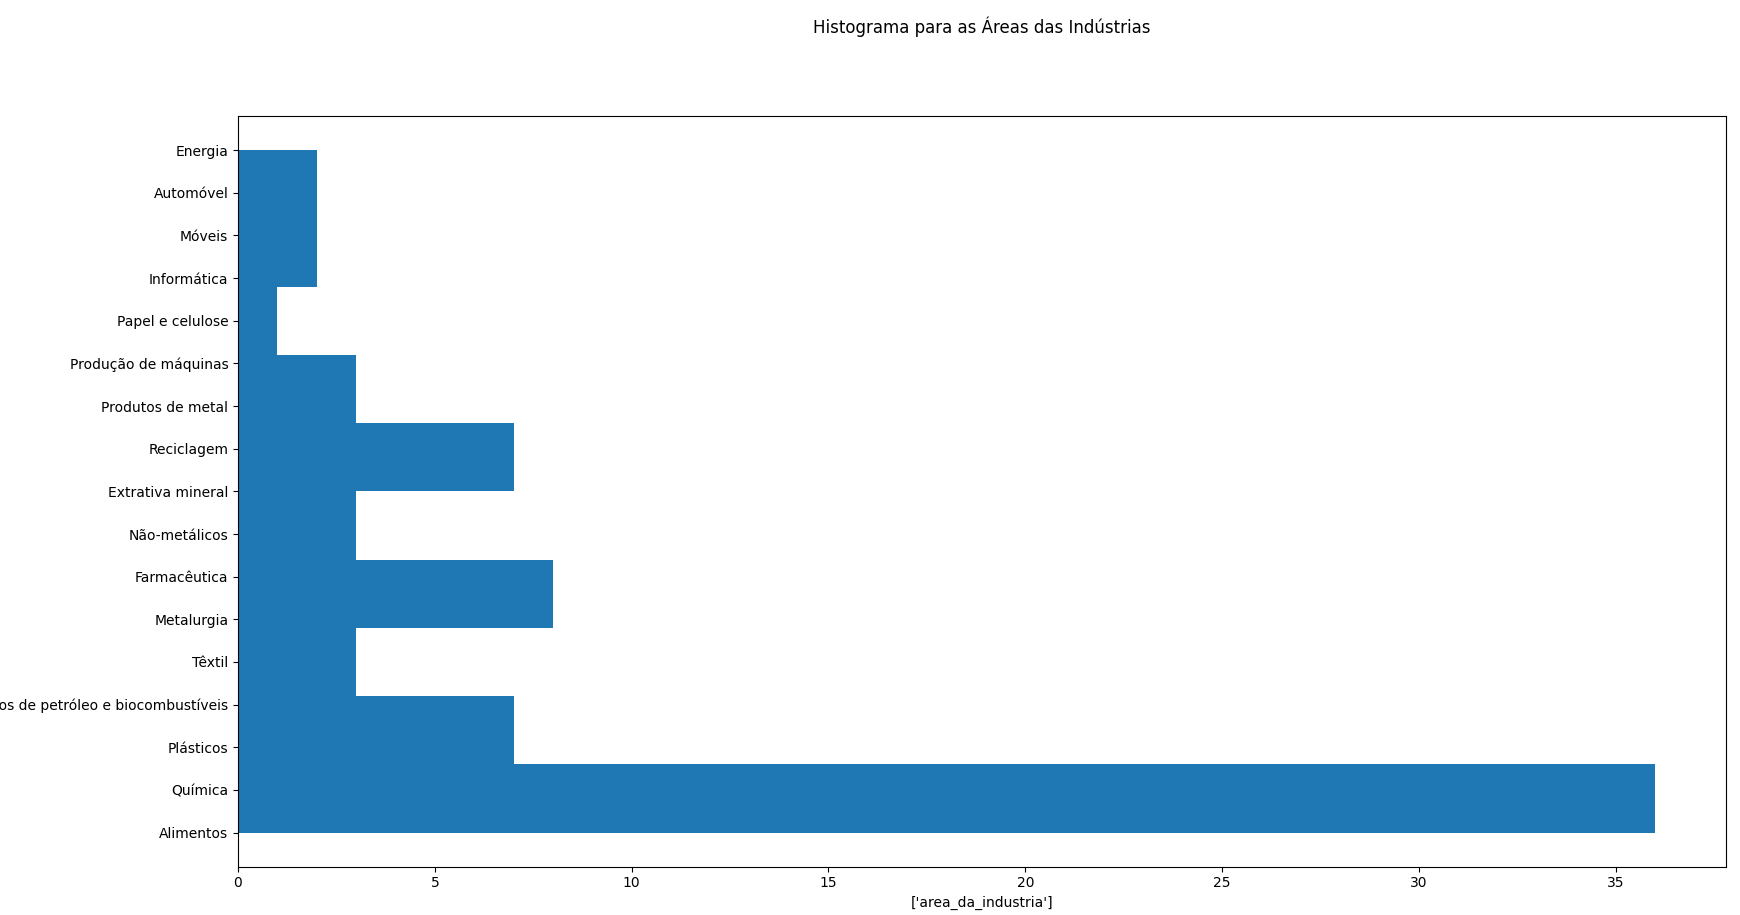 Histograma para as Áreas das Indústrias
Energia
Automóvel
Móveis
Informática
Papel e celulose
Produção de máquinas
Produtos de metal
Reciclagem
Extrativa mineral
Não-metálicos
Farmacêutica
Metalurgia
Têxtil
os de petróleo e biocombustíveis
Plásticos
Química
Alimentos
0 5 10 15 20 25 30 35
['area_da_industria']